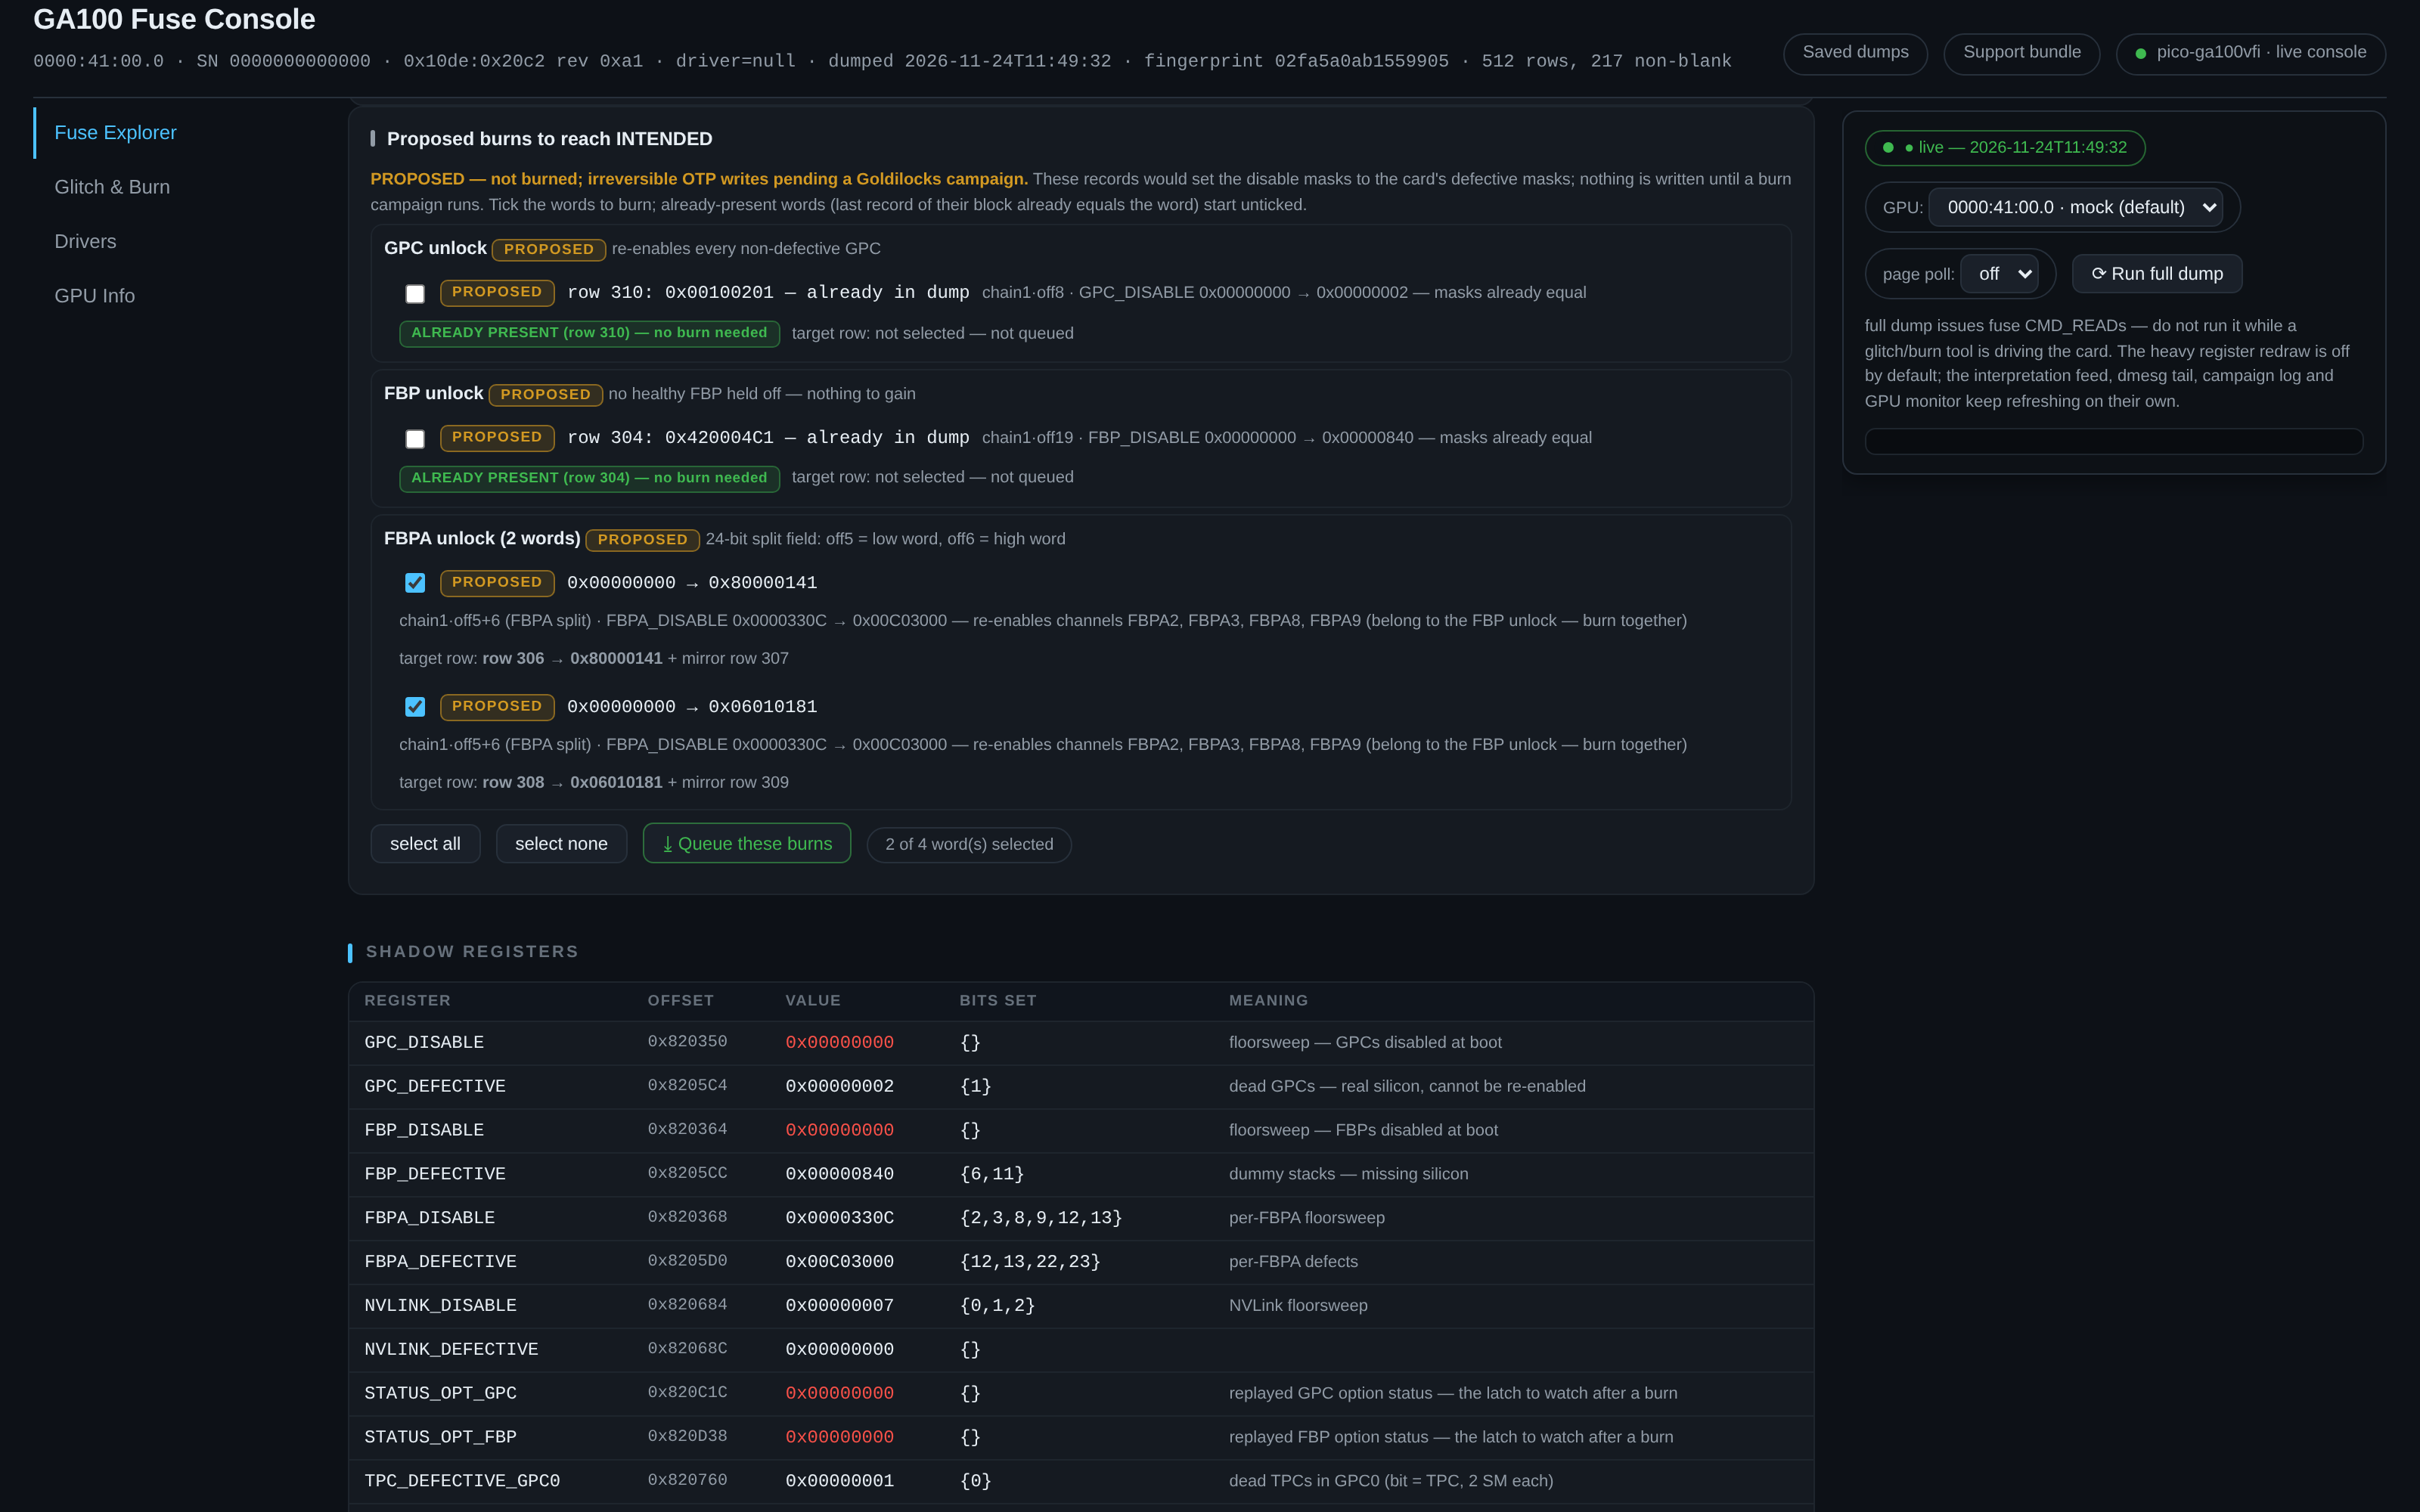 GA100 Fuse Console
0000:41:00.0 · SN 0000000000000 · 0x10de:0x20c2 rev 0xa1 · driver=null · dumped 2026-11-24T11:49:32 · fingerprint 02fa5a0ab1559905 · 512 rows, 217 non-blank
Saved dumps
Support bundle
pico-ga100vfi · live console
Fuse Explorer
Glitch & Burn
Drivers
GPU Info
Proposed burns to reach INTENDED
PROPOSED — not burned; irreversible OTP writes pending a Goldilocks campaign. These records would set the disable masks to the card's defective masks; nothing is written until a burn
campaign runs. Tick the words to burn; already-present words (last record of their block already equals the word) start unticked.
GPC unlock PROPOSED re-enables every non-defective GPC
PROPOSED row 310: 0x00100201 — already in dump chain1·off8 · GPC_DISABLE 0x00000000 → 0x00000002 — masks already equal
ALREADY PRESENT (row 310) — no burn needed target row: not selected — not queued
FBP unlock PROPOSED no healthy FBP held off — nothing to gain
PROPOSED row 304: 0x420004C1 — already in dump chain1·off19 · FBP_DISABLE 0x00000000 → 0x00000840 — masks already equal
ALREADY PRESENT (row 304) — no burn needed target row: not selected — not queued
FBPA unlock (2 words) PROPOSED 24-bit split field: off5 = low word, off6 = high word
PROPOSED 0x00000000 → 0x80000141
chain1·off5+6 (FBPA split) · FBPA_DISABLE 0x0000330C → 0x00C03000 — re-enables channels FBPA2, FBPA3, FBPA8, FBPA9 (belong to the FBP unlock — burn together)
target row: row 306 → 0x80000141 + mirror row 307
PROPOSED 0x00000000 → 0x06010181
chain1·off5+6 (FBPA split) · FBPA_DISABLE 0x0000330C → 0x00C03000 — re-enables channels FBPA2, FBPA3, FBPA8, FBPA9 (belong to the FBP unlock — burn together)
target row: row 308 → 0x06010181 + mirror row 309
select all
select none
⤓ Queue these burns
2 of 4 word(s) selected
● live — 2026-11-24T11:49:32
GPU: 0000:41:00.0 · mock (default)
page poll: off
⟳ Run full dump
full dump issues fuse CMD_READs — do not run it while a
glitch/burn tool is driving the card. The heavy register redraw is off
by default; the interpretation feed, dmesg tail, campaign log and
GPU monitor keep refreshing on their own.
SHADOW REGISTERS
REGISTER OFFSET VALUE BITS SET MEANING
GPC_DISABLE 0x820350 0x00000000 {} floorsweep — GPCs disabled at boot
GPC_DEFECTIVE 0x8205C4 0x00000002 {1} dead GPCs — real silicon, cannot be re-enabled
FBP_DISABLE 0x820364 0x00000000 {} floorsweep — FBPs disabled at boot
FBP_DEFECTIVE 0x8205CC 0x00000840 {6,11} dummy stacks — missing silicon
FBPA_DISABLE 0x820368 0x0000330C {2,3,8,9,12,13} per-FBPA floorsweep
FBPA_DEFECTIVE 0x8205D0 0x00C03000 {12,13,22,23} per-FBPA defects
NVLINK_DISABLE 0x820684 0x00000007 {0,1,2} NVLink floorsweep
NVLINK_DEFECTIVE 0x82068C 0x00000000 {}
STATUS_OPT_GPC 0x820C1C 0x00000000 {} replayed GPC option status — the latch to watch after a burn
STATUS_OPT_FBP 0x820D38 0x00000000 {} replayed FBP option status — the latch to watch after a burn
TPC_DEFECTIVE_GPC0 0x820760 0x00000001 {0} dead TPCs in GPC0 (bit = TPC, 2 SM each)